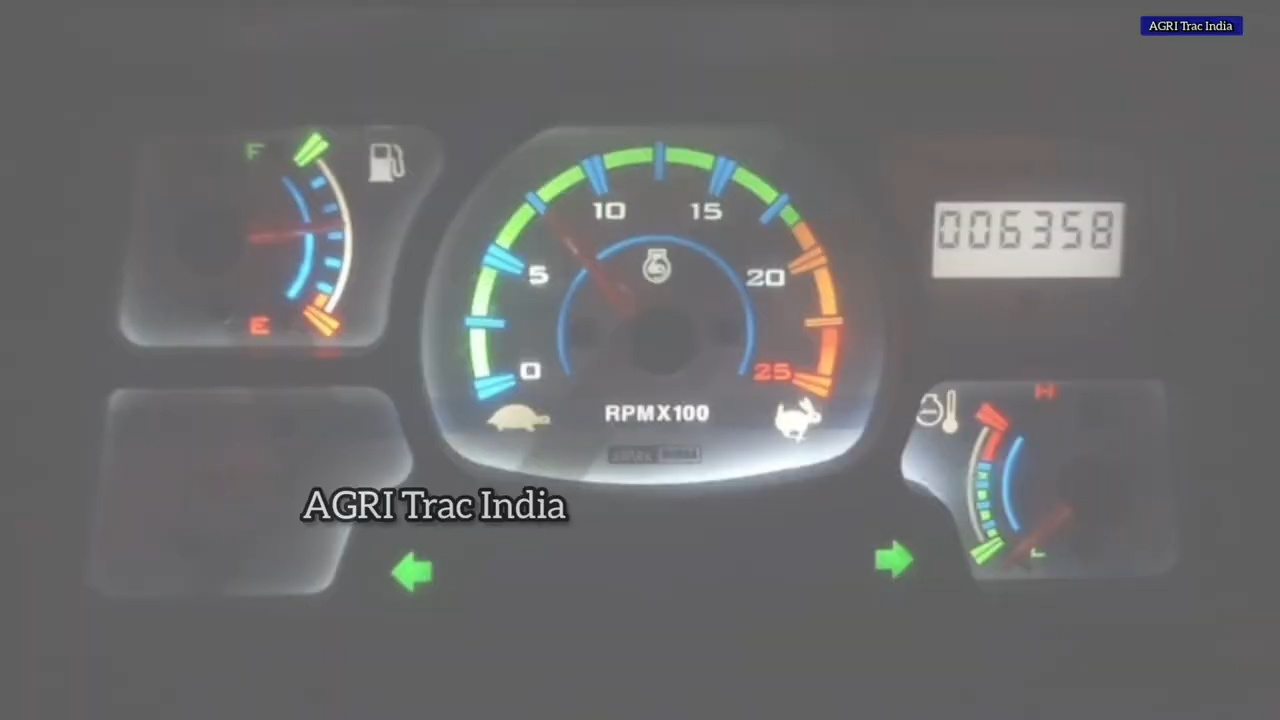 AGRI Trac India
F
E
10
15
5
20
0
25
RPMX100
006358
H
L
AGRI Trac India